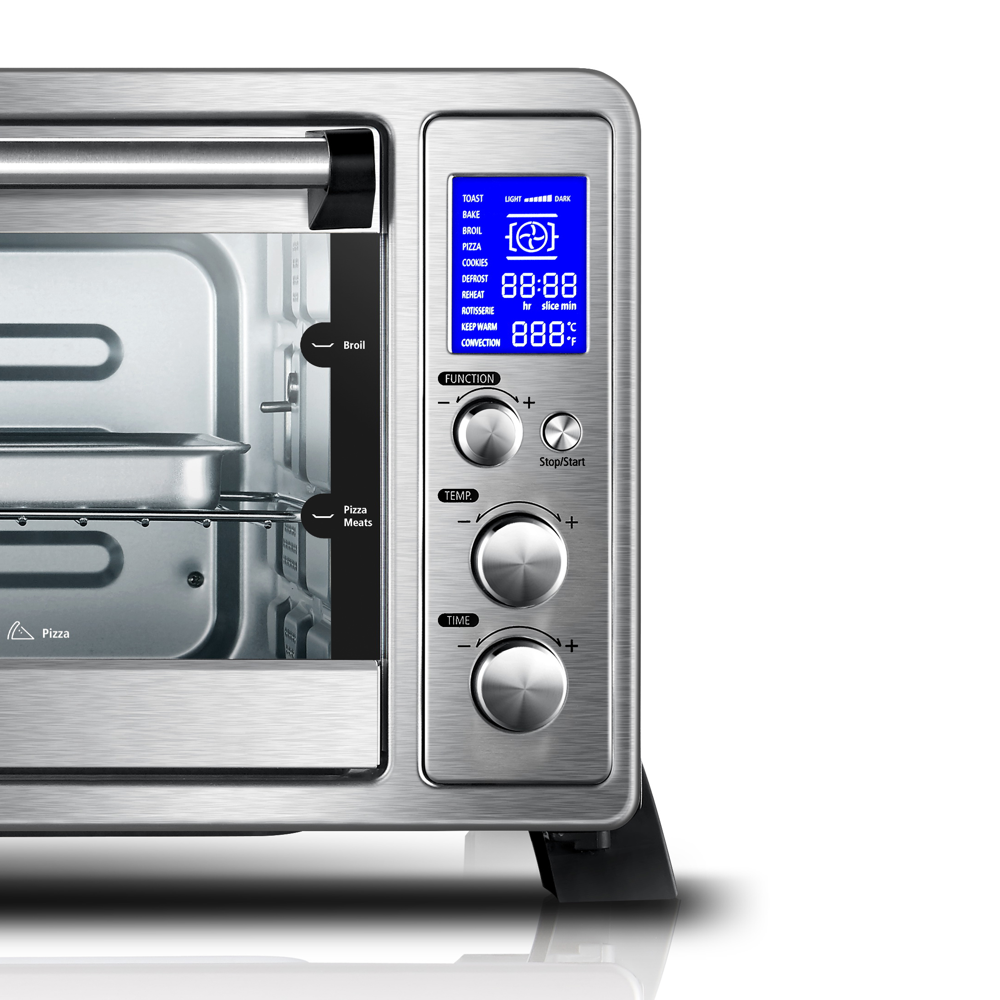 TOAST LIGHT DARK
BAKE
BROIL
PIZZA
COOKIES
DEFROST 88:88
REHEAT
hr slice min
ROTISSERIE
KEEP WARM 888 °C
°F
CONVECTION
FUNCTION
- +
Stop/Start
TEMP.
- +
TIME
- +
Broil
Pizza
Meats
Pizza